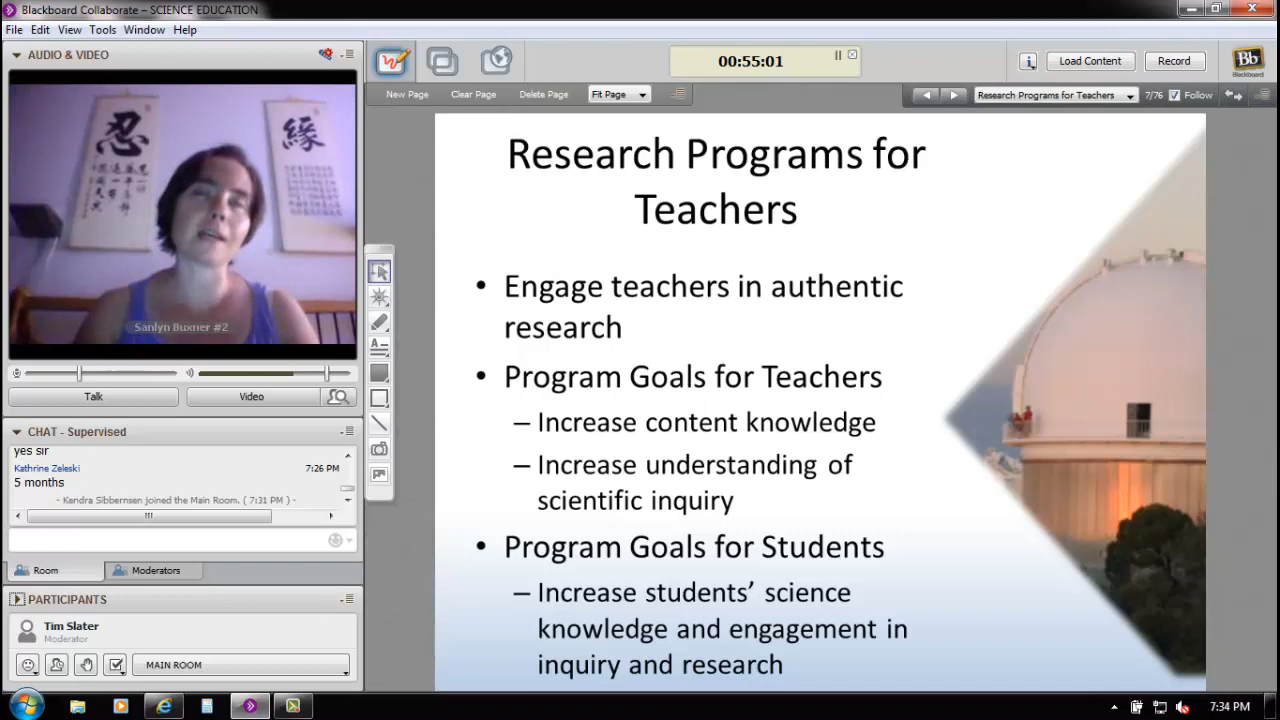 Blackboard Collaborate – SCIENCE EDUCATION
File Edit View Tools Window Help
AUDIO & VIDEO
忍
緣
Sanlyn Buxner #2
Talk
Video
CHAT - Supervised
yes sir
Kathrine Zeleski 7:26 PM
5 months
- Kendra Sibbernsen joined the Main Room. ( 7:31 PM ) -
Room
Moderators
PARTICIPANTS
Tim Slater
Moderator
MAIN ROOM
00:55:01
Load Content
Record
Bb
Blackboard
New Page Clear Page Delete Page Fit Page
Research Programs for Teachers 7/76 Follow
Research Programs for
Teachers
• Engage teachers in authentic
research
• Program Goals for Teachers
– Increase content knowledge
– Increase understanding of
scientific inquiry
• Program Goals for Students
– Increase students’ science
knowledge and engagement in
inquiry and research
7:34 PM